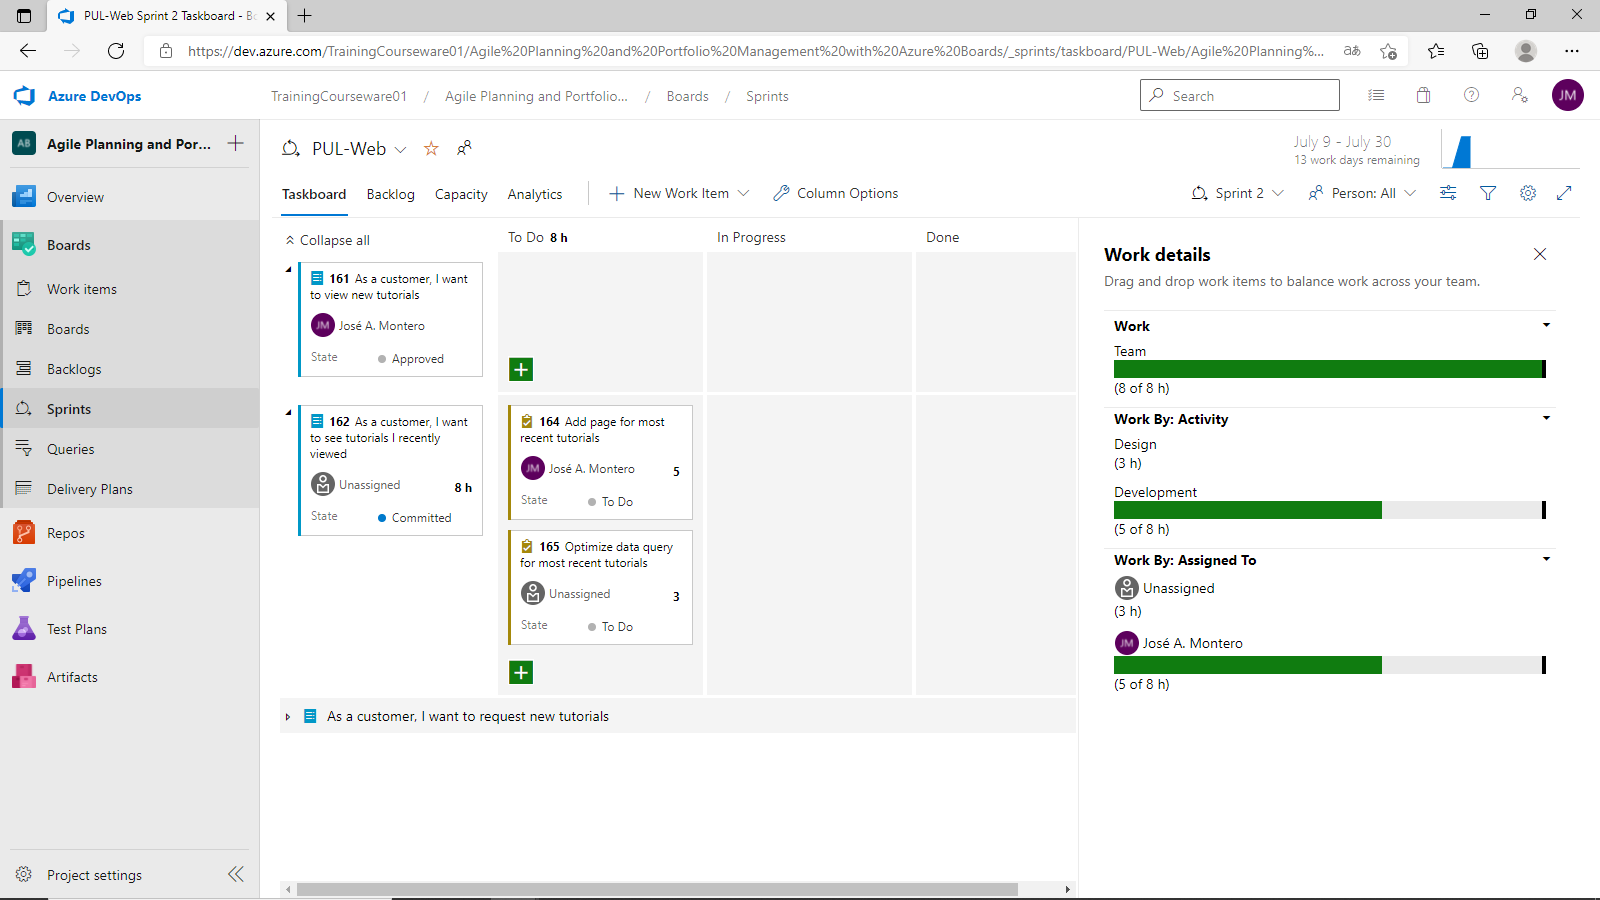 PUL-Web Sprint 2 Taskboard - Bo
https://dev.azure.com/TrainingCourseware01/Agile%20Planning%20and%20Portfolio%20Management%20with%20Azure%20Boards/_sprints/taskboard/PUL-Web/Agile%20Planning%...
Azure DevOps
TrainingCourseware01 / Agile Planning and Portfolio... / Boards / Sprints
Search
JM
AB Agile Planning and Por...
Overview
Boards
Work items
Boards
Backlogs
Sprints
Queries
Delivery Plans
Repos
Pipelines
Test Plans
Artifacts
Project settings
PUL-Web
July 9 - July 30
13 work days remaining
Taskboard Backlog Capacity Analytics New Work Item Column Options
Sprint 2 Person: All
Collapse all
To Do 8 h
In Progress
Done
161 As a customer, I want
to view new tutorials
JM José A. Montero
State Approved
162 As a customer, I want
to see tutorials I recently
viewed
Unassigned 8 h
State Committed
164 Add page for most
recent tutorials
JM José A. Montero 5
State To Do
165 Optimize data query
for most recent tutorials
Unassigned 3
State To Do
As a customer, I want to request new tutorials
Work details
Drag and drop work items to balance work across your team.
Work
Team
(8 of 8 h)
Work By: Activity
Design
(3 h)
Development
(5 of 8 h)
Work By: Assigned To
Unassigned
(3 h)
JM José A. Montero
(5 of 8 h)